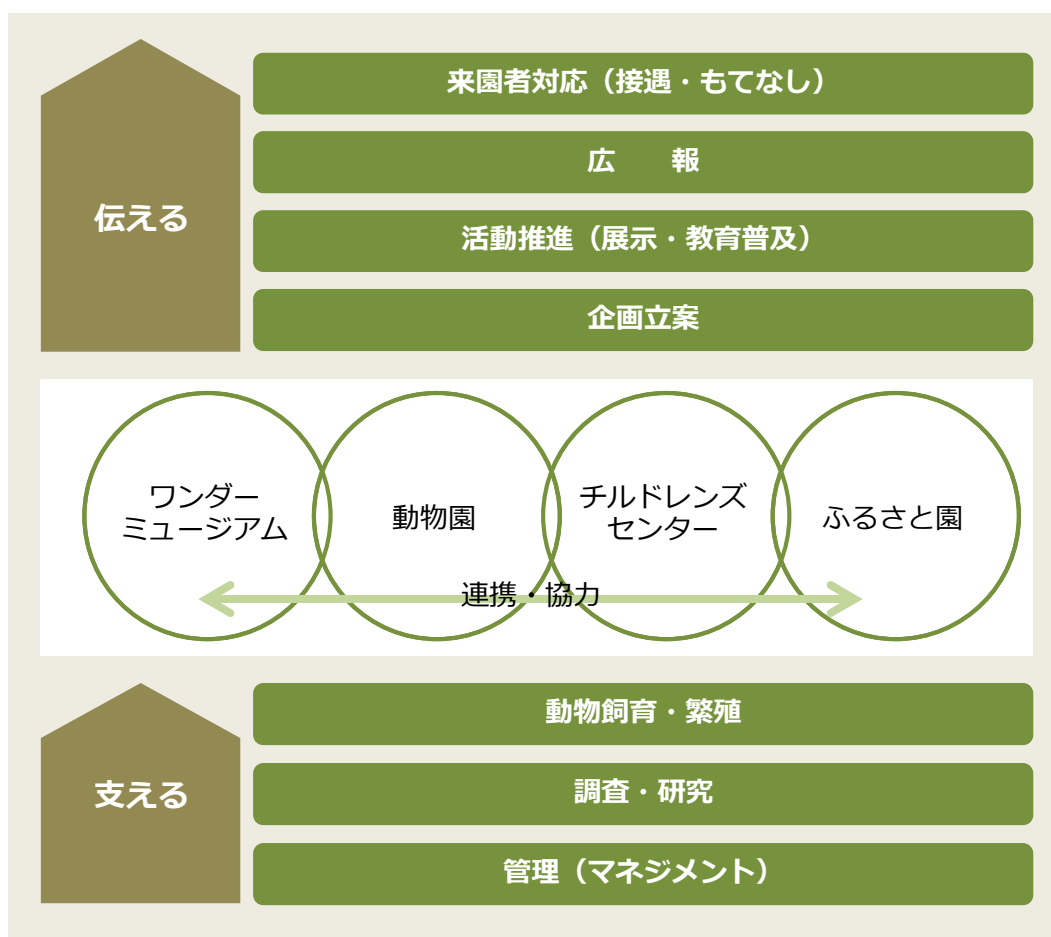 来園者対応（接遇・もてなし）
広　　報
伝える
活動推進（展示・教育普及）
企画立案
ワンダー
ミュージアム
動物園
チルドレンズ
センター
ふるさと園
連携・協力
動物飼育・繁殖
支える
調査・研究
管理（マネジメント）